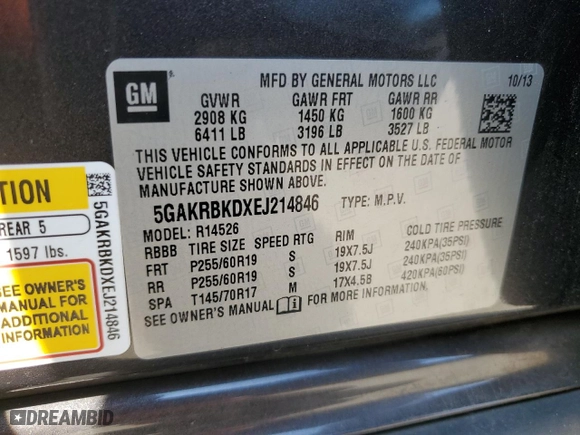 GM
MFD BY GENERAL MOTORS LLC 10/13
GVWR GAWR FRT GAWR RR
2908 KG 1450 KG 1600 KG
6411 LB 3196 LB 3527 LB
THIS VEHICLE CONFORMS TO ALL APPLICABLE U.S. FEDERAL MOTOR
VEHICLE SAFETY STANDARDS IN EFFECT ON THE DATE OF
MANUFACTURE SHOWN ABOVE.
5GAKRBKDXEJ214846 TYPE: M.P.V.
MODEL: R14526
RBBB TIRE SIZE SPEED RTG RIM COLD TIRE PRESSURE
FRT P255/60R19 S 19X7.5J 240KPA(35PSI)
RR P255/60R19 S 19X7.5J 240KPA(35PSI)
SPA T145/70R17 M 17X4.5B 420KPA(60PSI)
SEE OWNER'S MANUAL FOR MORE INFORMATION
TION
REAR 5
1597 lbs.
SEE OWNER'S
MANUAL FOR
ADDITIONAL
INFORMATION
5GAKRBKDXEJ214846
DREAMBID